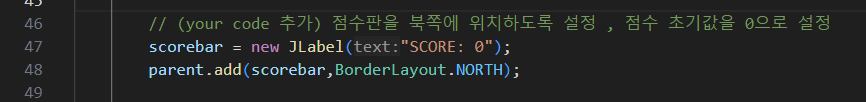 45
46 // (your code 추가) 점수판을 북쪽에 위치하도록 설정 , 점수 초기값을 0으로 설정
47 scorebar = new JLabel(text:"SCORE: 0");
48 parent.add(scorebar,BorderLayout.NORTH);
49